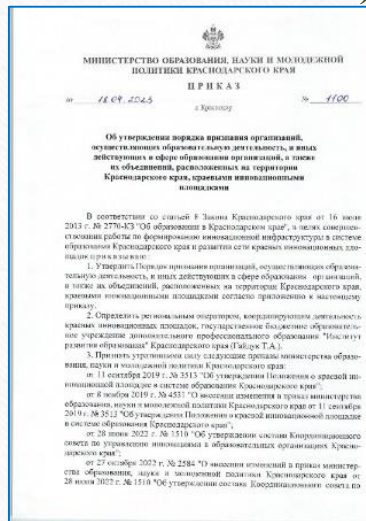 МИНИСТЕРСТВО ОБРАЗОВАНИЯ, НАУКИ И МОЛОДЕЖНОЙ
ПОЛИТИКИ КРАСНОДАРСКОГО КРАЯ
ПРИКАЗ
от 18.04.2023 № 1100
г. Краснодар
Об утверждении порядка признания организаций,
осуществляющих образовательную деятельность, и иных
действующих в сфере образования организаций, а также
их объединений, расположенных на территории
Краснодарского края, краевыми инновационными
площадками
В соответствии со статьей 8 Закона Краснодарского края от 16 июля
2013 г. № 2770-КЗ "Об образовании в Краснодарском крае", в целях совершен-
ствования работы по формированию инновационной инфраструктуры в системе
образования Краснодарского края и развития сети краевых инновационных пло-
щадок приказываю:
1. Утвердить Порядок признания организаций, осуществляющих образова-
тельную деятельность, и иных действующих в сфере образования организаций,
а также их объединений, расположенных на территории Краснодарского края,
краевыми инновационными площадками согласно приложению к настоящему
приказу.
2. Определить региональным оператором, координирующим деятельность
краевых инновационных площадок, государственное бюджетное образователь-
ное учреждение дополнительного профессионального образования "Институт
развития образования" Краснодарского края (Гайдук Т.А.).
3. Признать утратившими силу следующие приказы министерства образо-
вания, науки и молодежной политики Краснодарского края:
от 11 сентября 2019 г. № 3513 "Об утверждении Положения о краевой ин-
новационной площадке в системе образования Краснодарского края";
от 8 ноября 2019 г. № 4531 "О внесении изменения в приказ министерства
образования, науки и молодежной политики Краснодарского края от 11 сентября
2019 г. № 3513 "Об утверждении Положения о краевой инновационной площадке
в системе образования Краснодарского края";
от 28 июня 2022 г. № 1510 "Об утверждении состава Координационного
совета по управлению инновациями в образовательных организациях Красно-
дарского края";
от 27 октября 2022 г. № 2584 "О внесении изменений в приказ министер-
ства образования, науки и молодежной политики Краснодарского края от
28 июня 2022 г. № 1510 "Об утверждении состава Координационного совета по